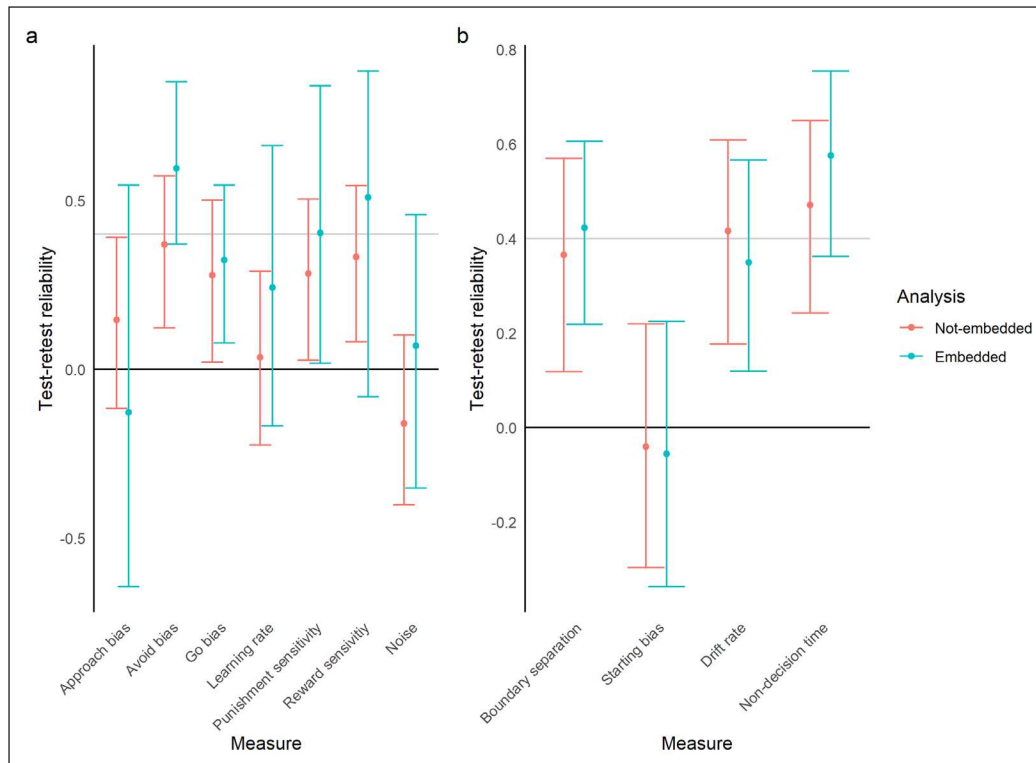 a
Test-retest reliability
0.5
0.0
-0.5
Approach bias
Avoid bias
Go bias
Learning rate
Punishment sensitivity
Reward sensitivitiy
Noise
Measure
b
Test-retest reliability
0.8
0.6
0.4
0.2
0.0
-0.2
Boundary separation
Starting bias
Drift rate
Non-decision time
Measure
Analysis
Not-embedded
Embedded